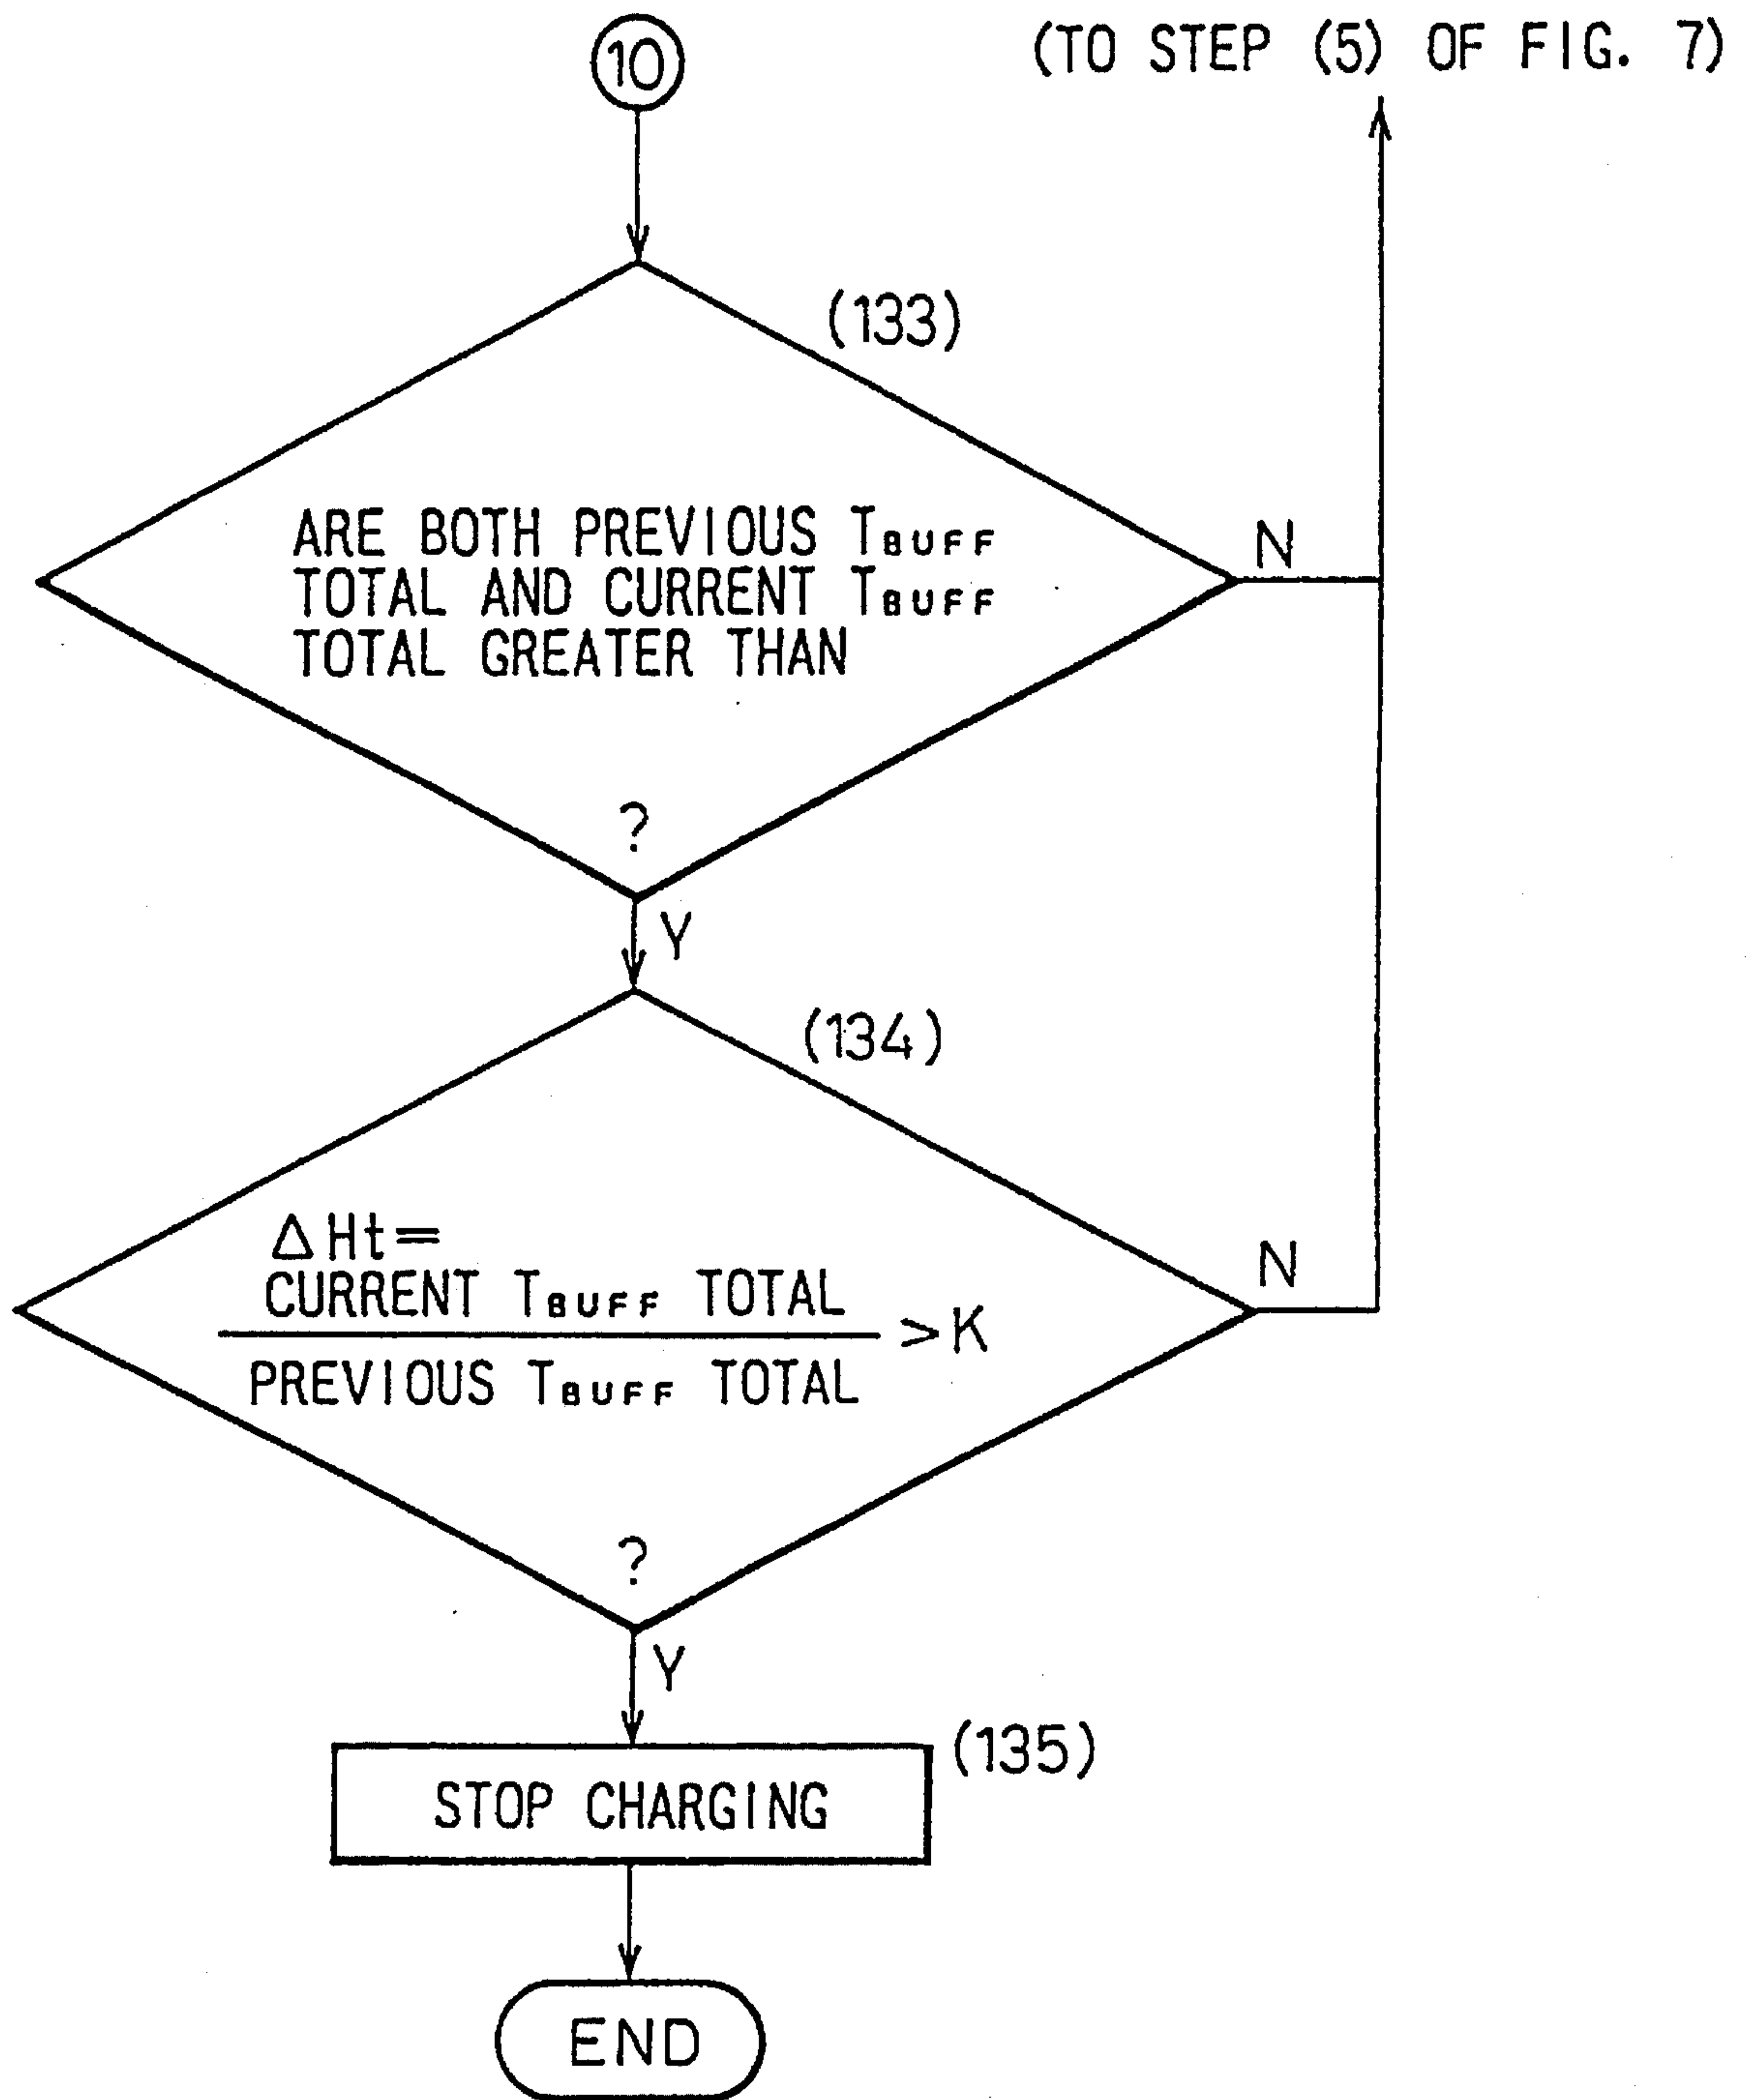 10
(TO STEP (5) OF FIG. 7)
(133)
ARE BOTH PREVIOUS TBUFF
TOTAL AND CURRENT TBUFF
TOTAL GREATER THAN
?
N
Y
(134)
ΔHt=
CURRENT TBUFF TOTAL
PREVIOUS TBUFF TOTAL
>K
?
N
Y
(135)
STOP CHARGING
END